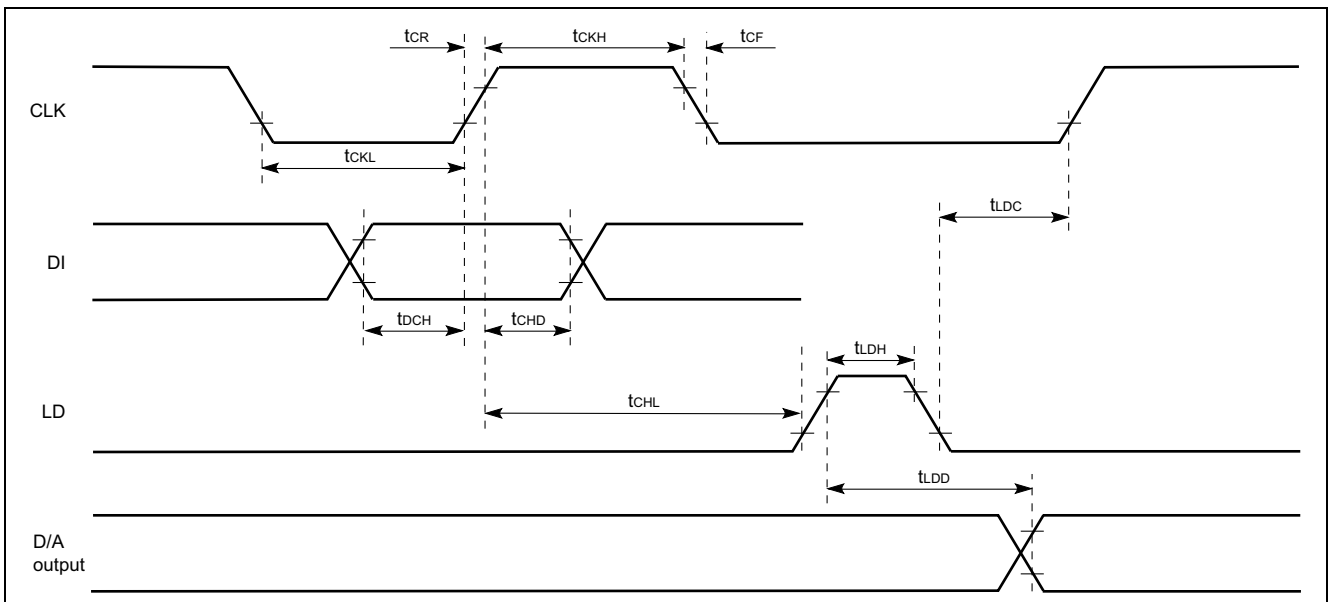 tCR
tCKH
tCF
CLK
tCKL
tLDC
DI
tDCH
tCHD
tLDH
tCHL
LD
tLDD
D/A
output